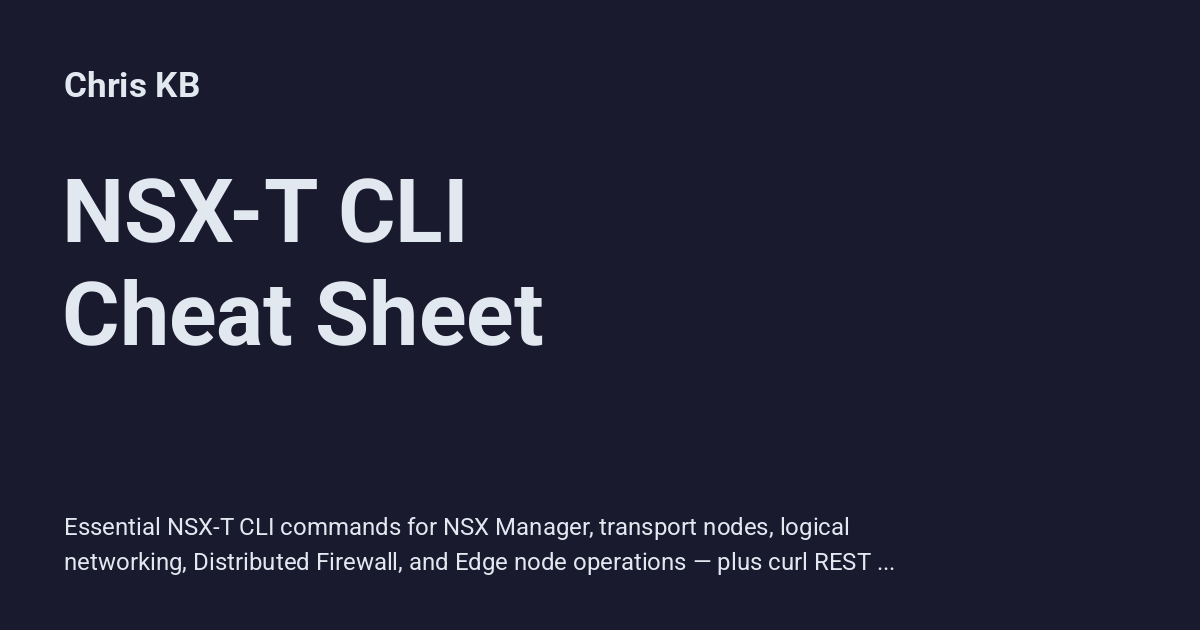 Chris KB
NSX-T CLI
Cheat Sheet
Essential NSX-T CLI commands for NSX Manager, transport nodes, logical
networking, Distributed Firewall, and Edge node operations — plus curl REST ...